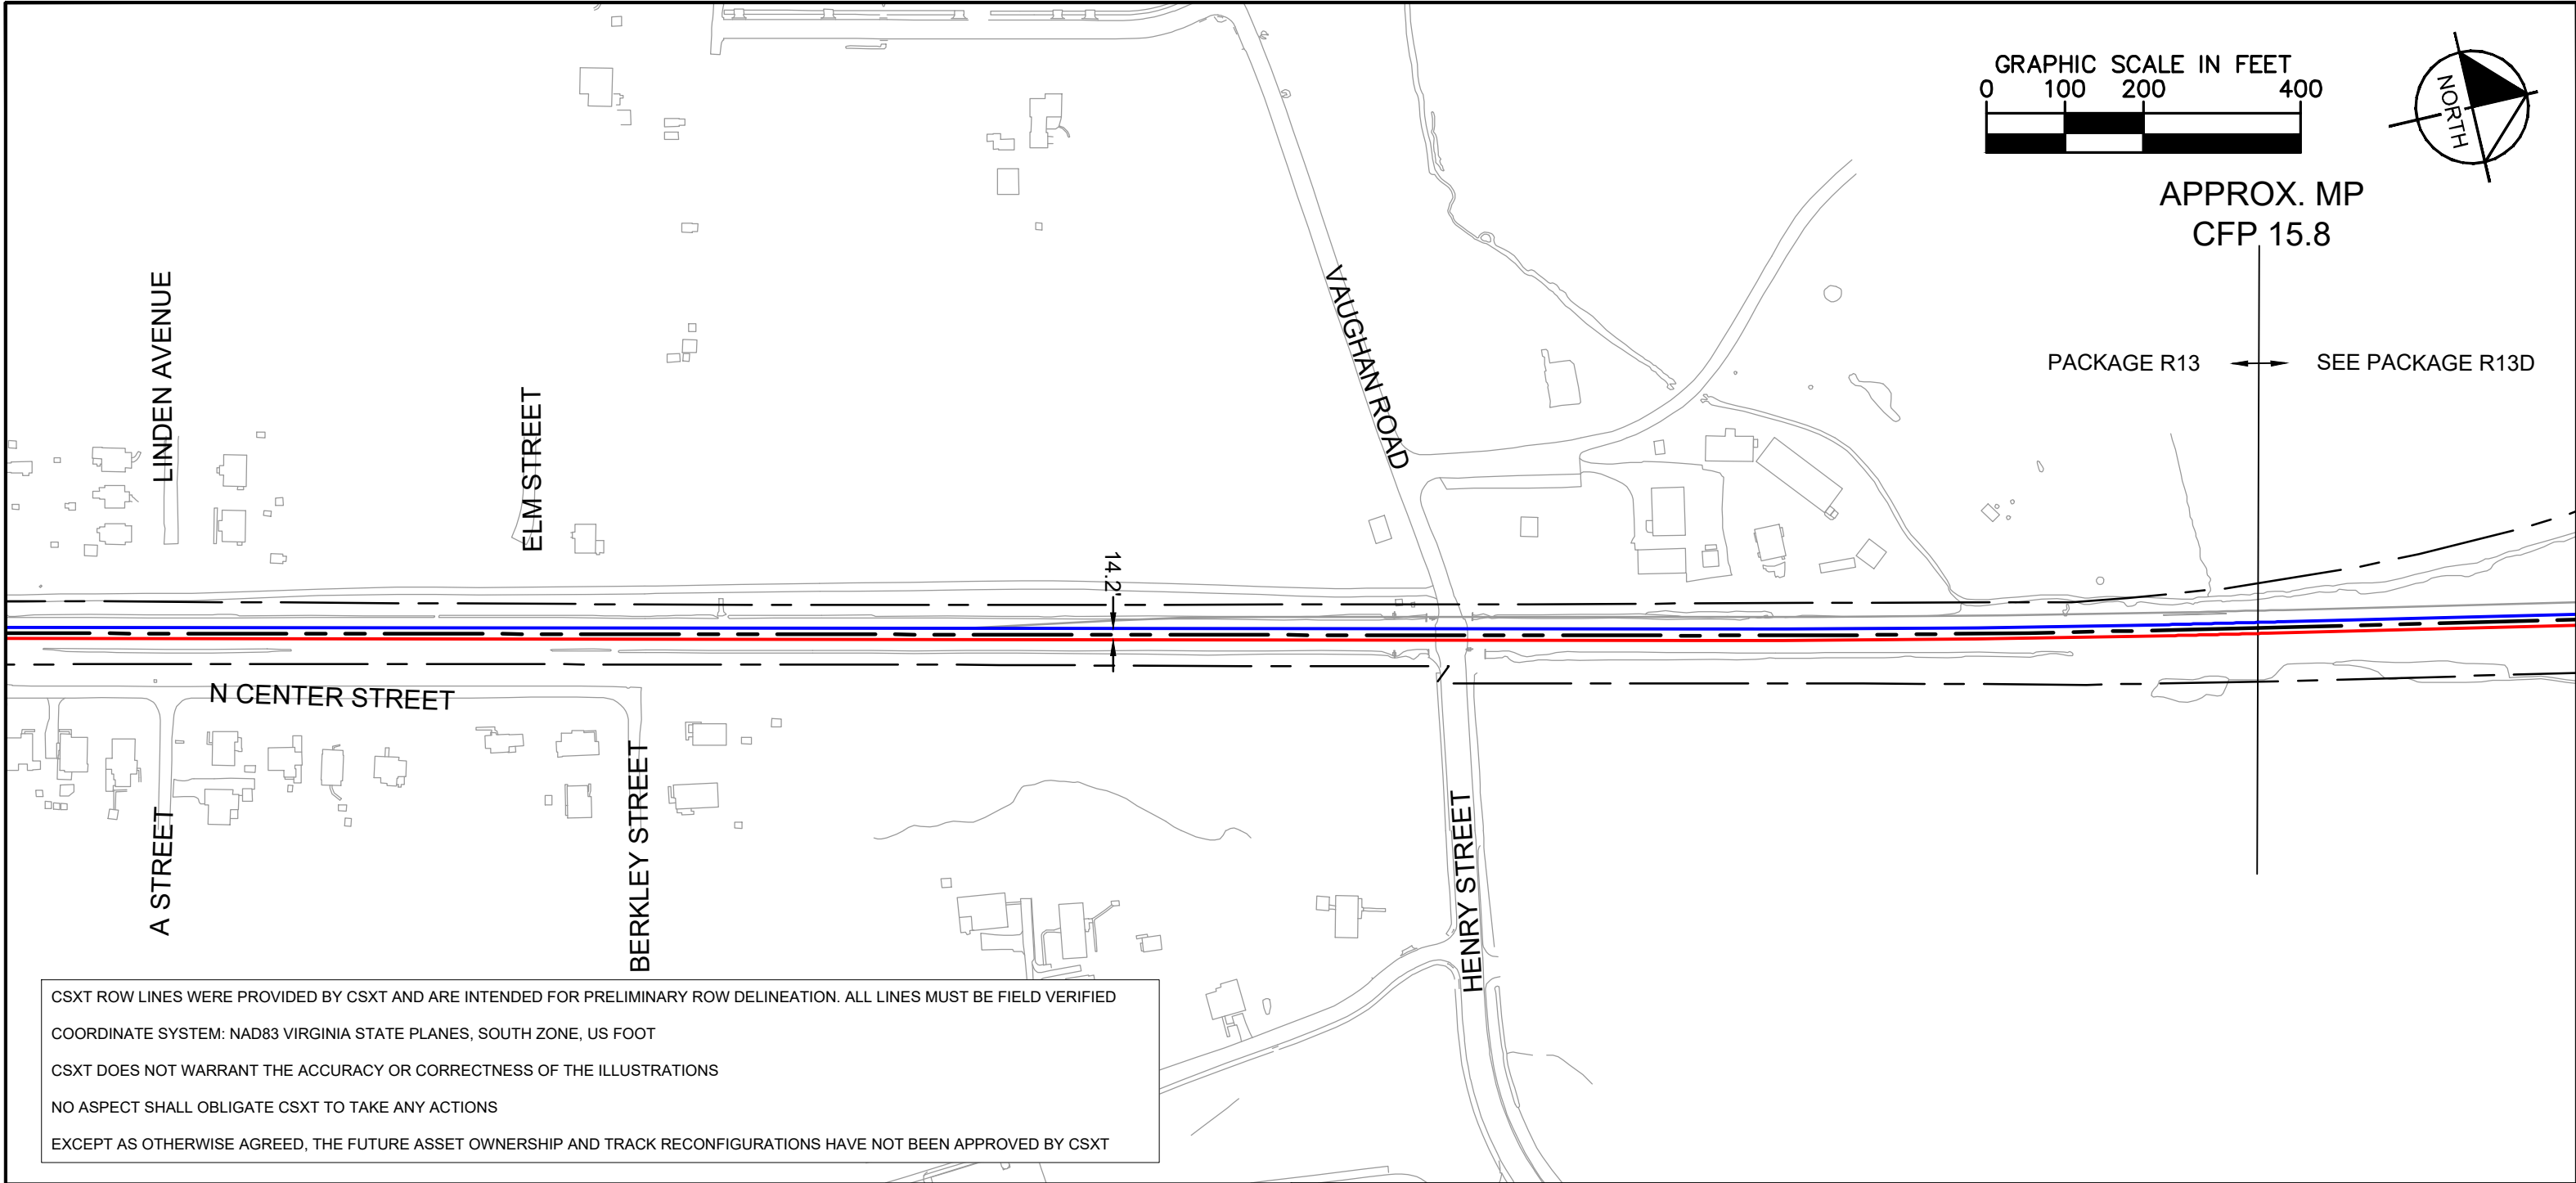 GRAPHIC SCALE IN FEET
0 100 200 400
NORTH
APPROX. MP
CFP 15.8
PACKAGE R13
SEE PACKAGE R13D
LINDEN AVENUE
ELM STREET
VAUGHAN ROAD
14.2'
N CENTER STREET
A STREET
BERKLEY STREET
HENRY STREET
CSXT ROW LINES WERE PROVIDED BY CSXT AND ARE INTENDED FOR PRELIMINARY ROW DELINEATION. ALL LINES MUST BE FIELD VERIFIED
COORDINATE SYSTEM: NAD83 VIRGINIA STATE PLANES, SOUTH ZONE, US FOOT
CSXT DOES NOT WARRANT THE ACCURACY OR CORRECTNESS OF THE ILLUSTRATIONS
NO ASPECT SHALL OBLIGATE CSXT TO TAKE ANY ACTIONS
EXCEPT AS OTHERWISE AGREED, THE FUTURE ASSET OWNERSHIP AND TRACK RECONFIGURATIONS HAVE NOT BEEN APPROVED BY CSXT